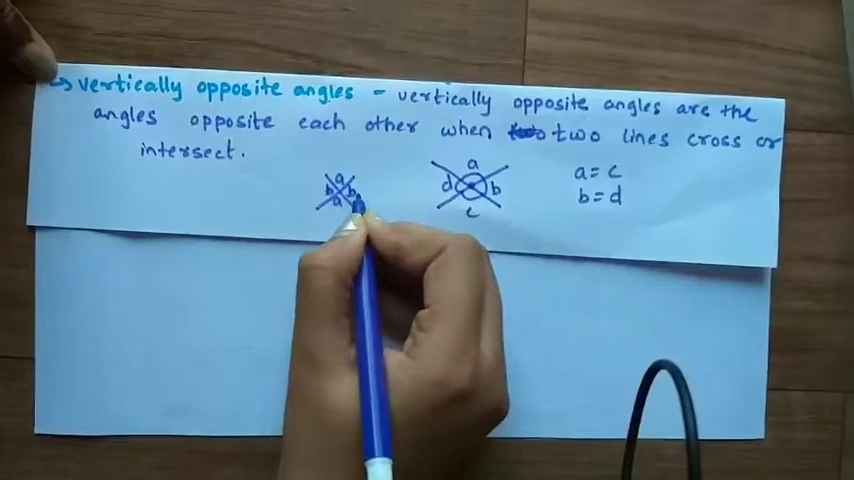 → vertically opposite angles - vertically opposite angles are the
angles opposite each other when two lines cross or
intersect.
a
b b
a
a
d b
c
a = c
b = d